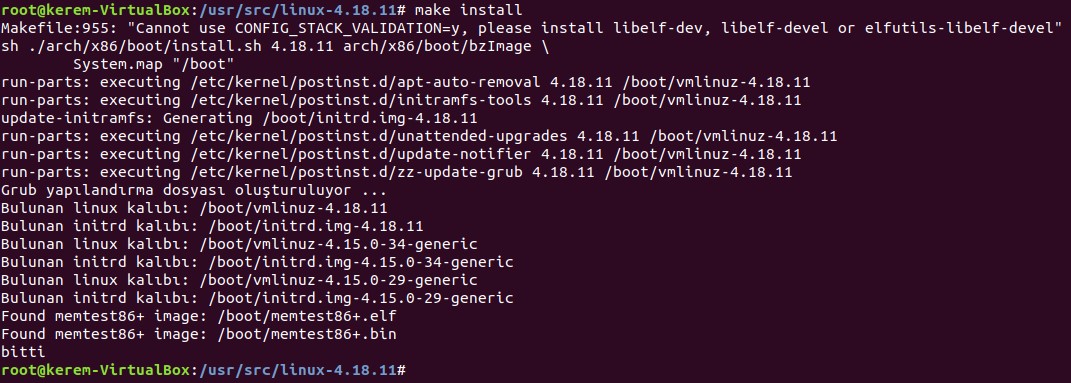 root@kerem-VirtualBox:/usr/src/linux-4.18.11# make install
Makefile:955: "Cannot use CONFIG_STACK_VALIDATION=y, please install libelf-dev, libelf-devel or elfutils-libelf-devel"
sh ./arch/x86/boot/install.sh 4.18.11 arch/x86/boot/bzImage \
        System.map "/boot"
run-parts: executing /etc/kernel/postinst.d/apt-auto-removal 4.18.11 /boot/vmlinuz-4.18.11
run-parts: executing /etc/kernel/postinst.d/initramfs-tools 4.18.11 /boot/vmlinuz-4.18.11
update-initramfs: Generating /boot/initrd.img-4.18.11
run-parts: executing /etc/kernel/postinst.d/unattended-upgrades 4.18.11 /boot/vmlinuz-4.18.11
run-parts: executing /etc/kernel/postinst.d/update-notifier 4.18.11 /boot/vmlinuz-4.18.11
run-parts: executing /etc/kernel/postinst.d/zz-update-grub 4.18.11 /boot/vmlinuz-4.18.11
Grub yapılandırma dosyası oluşturuluyor ...
Bulunan linux kalıbı: /boot/vmlinuz-4.18.11
Bulunan initrd kalıbı: /boot/initrd.img-4.18.11
Bulunan linux kalıbı: /boot/vmlinuz-4.15.0-34-generic
Bulunan initrd kalıbı: /boot/initrd.img-4.15.0-34-generic
Bulunan linux kalıbı: /boot/vmlinuz-4.15.0-29-generic
Bulunan initrd kalıbı: /boot/initrd.img-4.15.0-29-generic
Found memtest86+ image: /boot/memtest86+.elf
Found memtest86+ image: /boot/memtest86+.bin
bitti
root@kerem-VirtualBox:/usr/src/linux-4.18.11#